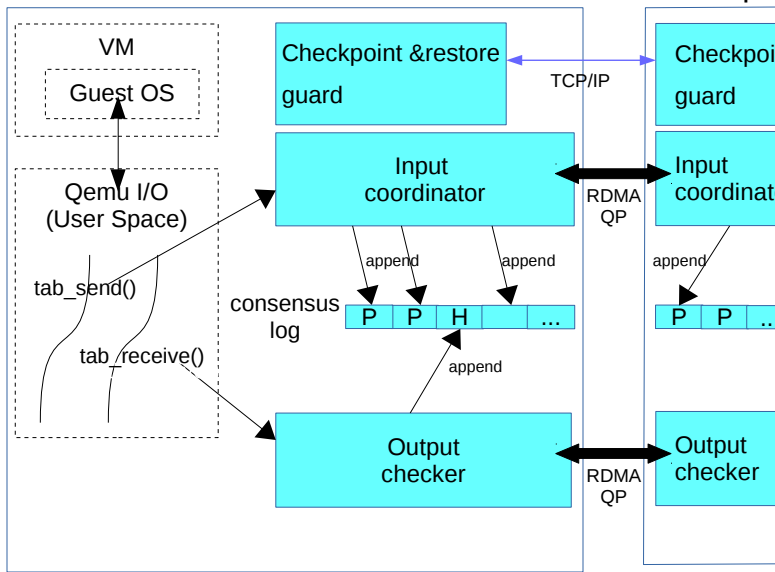 VM
Guest OS
Qemu I/O
(User Space)
tab_send()
tab_receive()
Checkpoint &restore
guard
TCP/IP
Input
coordinator
RDMA
QP
append
append
append
consensus
log
P P H ...
append
Output
checker
RDMA
QP
Checkpoi
guard
Input
coordinat
append
P P ..
Output
checker